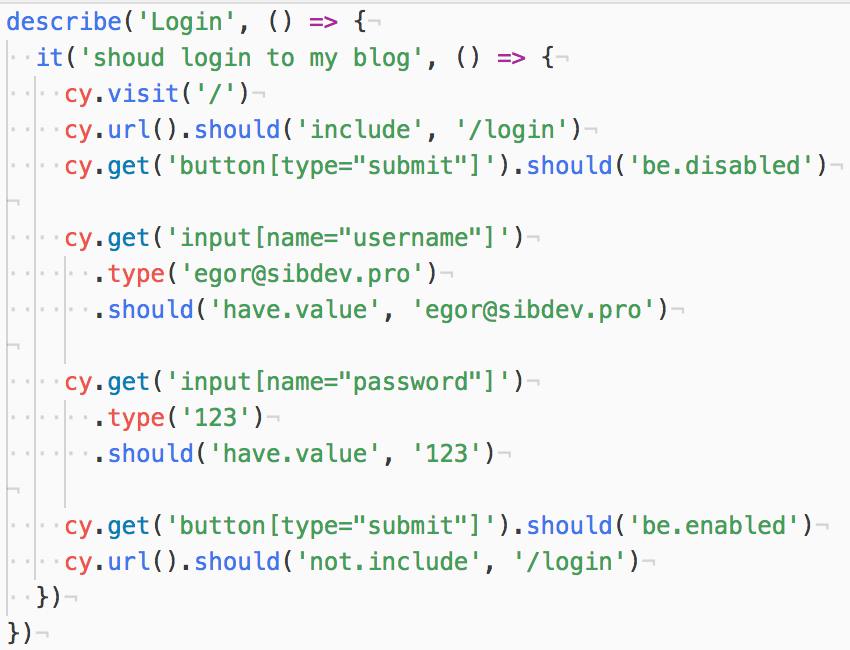 describe('Login', () => {
  it('shoud login to my blog', () => {
    cy.visit('/')
    cy.url().should('include', '/login')
    cy.get('button[type="submit"]').should('be.disabled')

    cy.get('input[name="username"]')
      .type('egor@sibdev.pro')
      .should('have.value', 'egor@sibdev.pro')

    cy.get('input[name="password"]')
      .type('123')
      .should('have.value', '123')

    cy.get('button[type="submit"]').should('be.enabled')
    cy.url().should('not.include', '/login')
  })
})